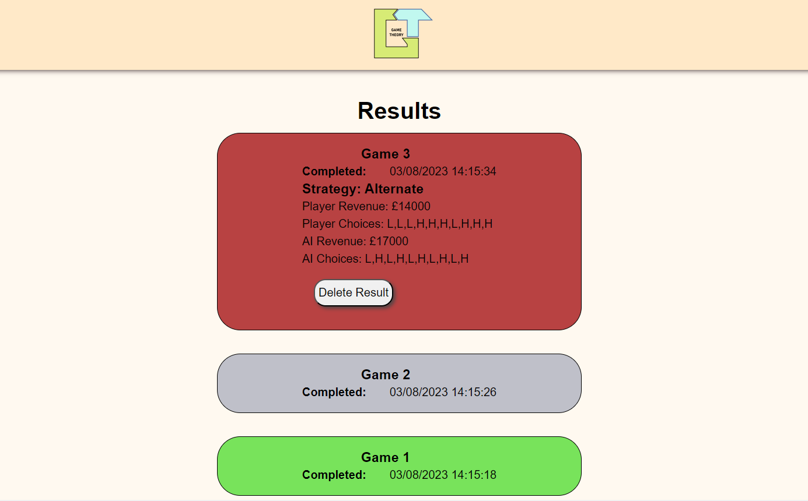 GAME
THEORY
Results
Game 3
Completed: 03/08/2023 14:15:34
Strategy: Alternate
Player Revenue: £14000
Player Choices: L,L,L,H,H,H,L,H,H,H
AI Revenue: £17000
AI Choices: L,H,L,H,L,H,L,H,L,H
Delete Result
Game 2
Completed: 03/08/2023 14:15:26
Game 1
Completed: 03/08/2023 14:15:18